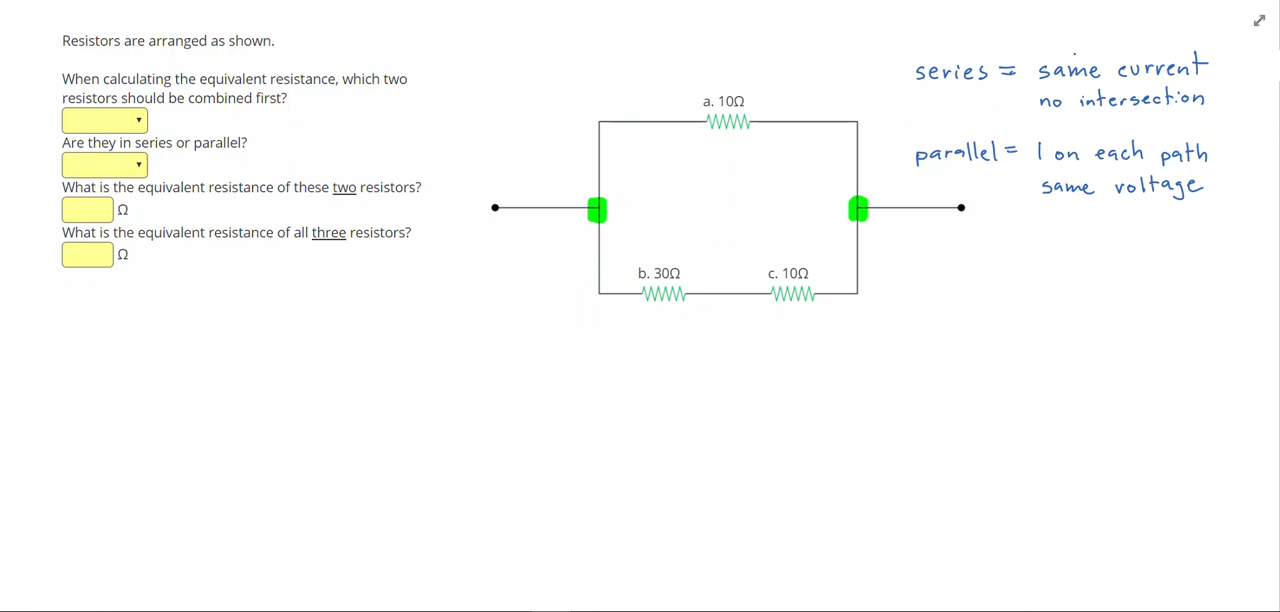 Resistors are arranged as shown.
When calculating the equivalent resistance, which two
resistors should be combined first?
Are they in series or parallel?
What is the equivalent resistance of these two resistors?
Ω
What is the equivalent resistance of all three resistors?
Ω
a. 10Ω
b. 30Ω
c. 10Ω
series = same current
no intersection
parallel = 1 on each path
same voltage